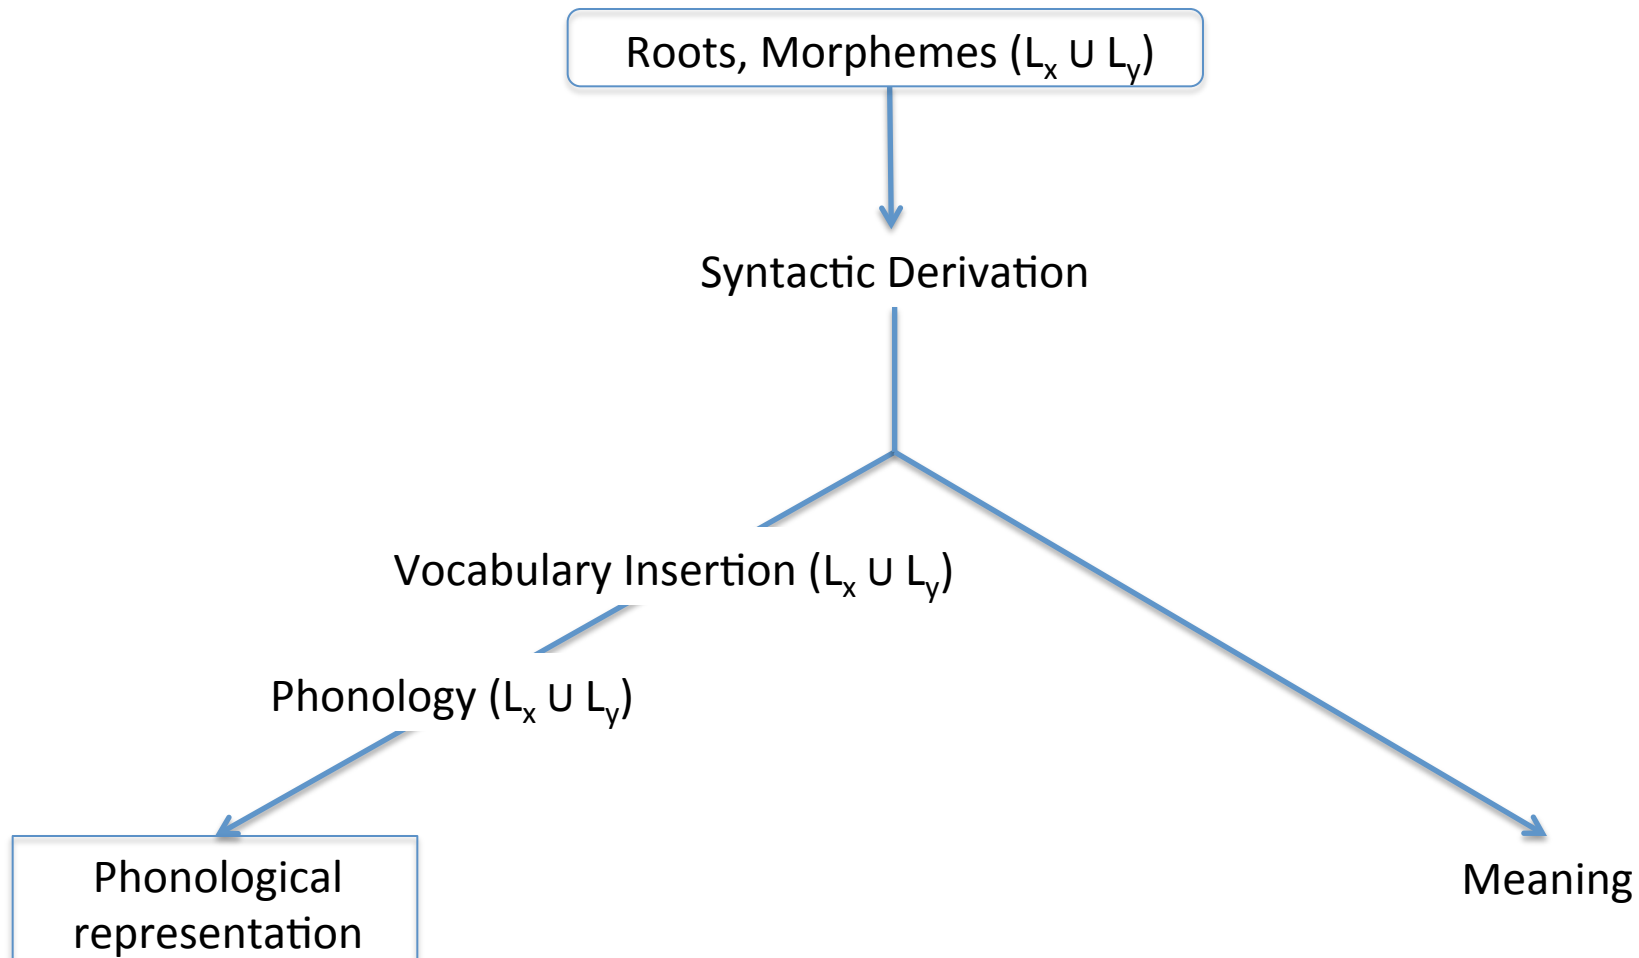 Roots, Morphemes (Lx ∪ Ly)
Syntactic Derivation
Vocabulary Insertion (Lx ∪ Ly)
Phonology (Lx ∪ Ly)
Phonological
representation
Meaning